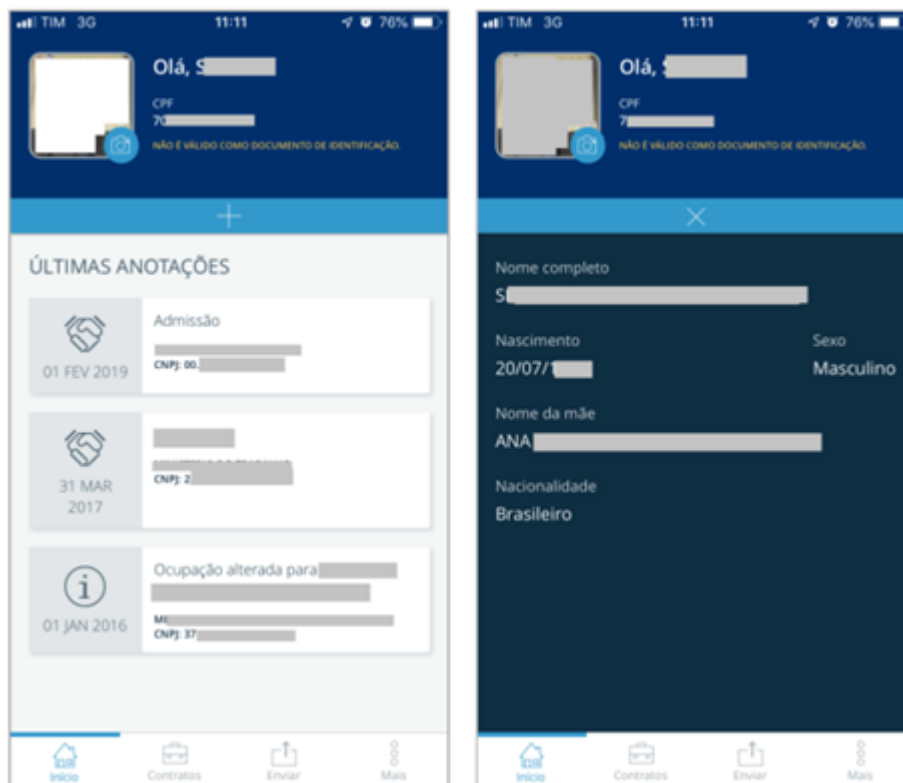 TIM 3G 11:11 76%
Olá, S
CPF
70
NÃO É VÁLIDO COMO DOCUMENTO DE IDENTIFICAÇÃO.
ÚLTIMAS ANOTAÇÕES
Admissão
CNPJ: 00.
01 FEV 2019
CNPJ: 2
31 MAR
2017
Ocupação alterada para
01 JAN 2016
MI
CNPJ: 37
Início Contratos Enviar Mais
TIM 3G 11:11 76%
Olá, S
CPF
7
NÃO É VÁLIDO COMO DOCUMENTO DE IDENTIFICAÇÃO.
Nome completo
S
Nascimento Sexo
20/07/1 Masculino
Nome da mãe
ANA
Nacionalidade
Brasileiro
Início Contratos Enviar Mais